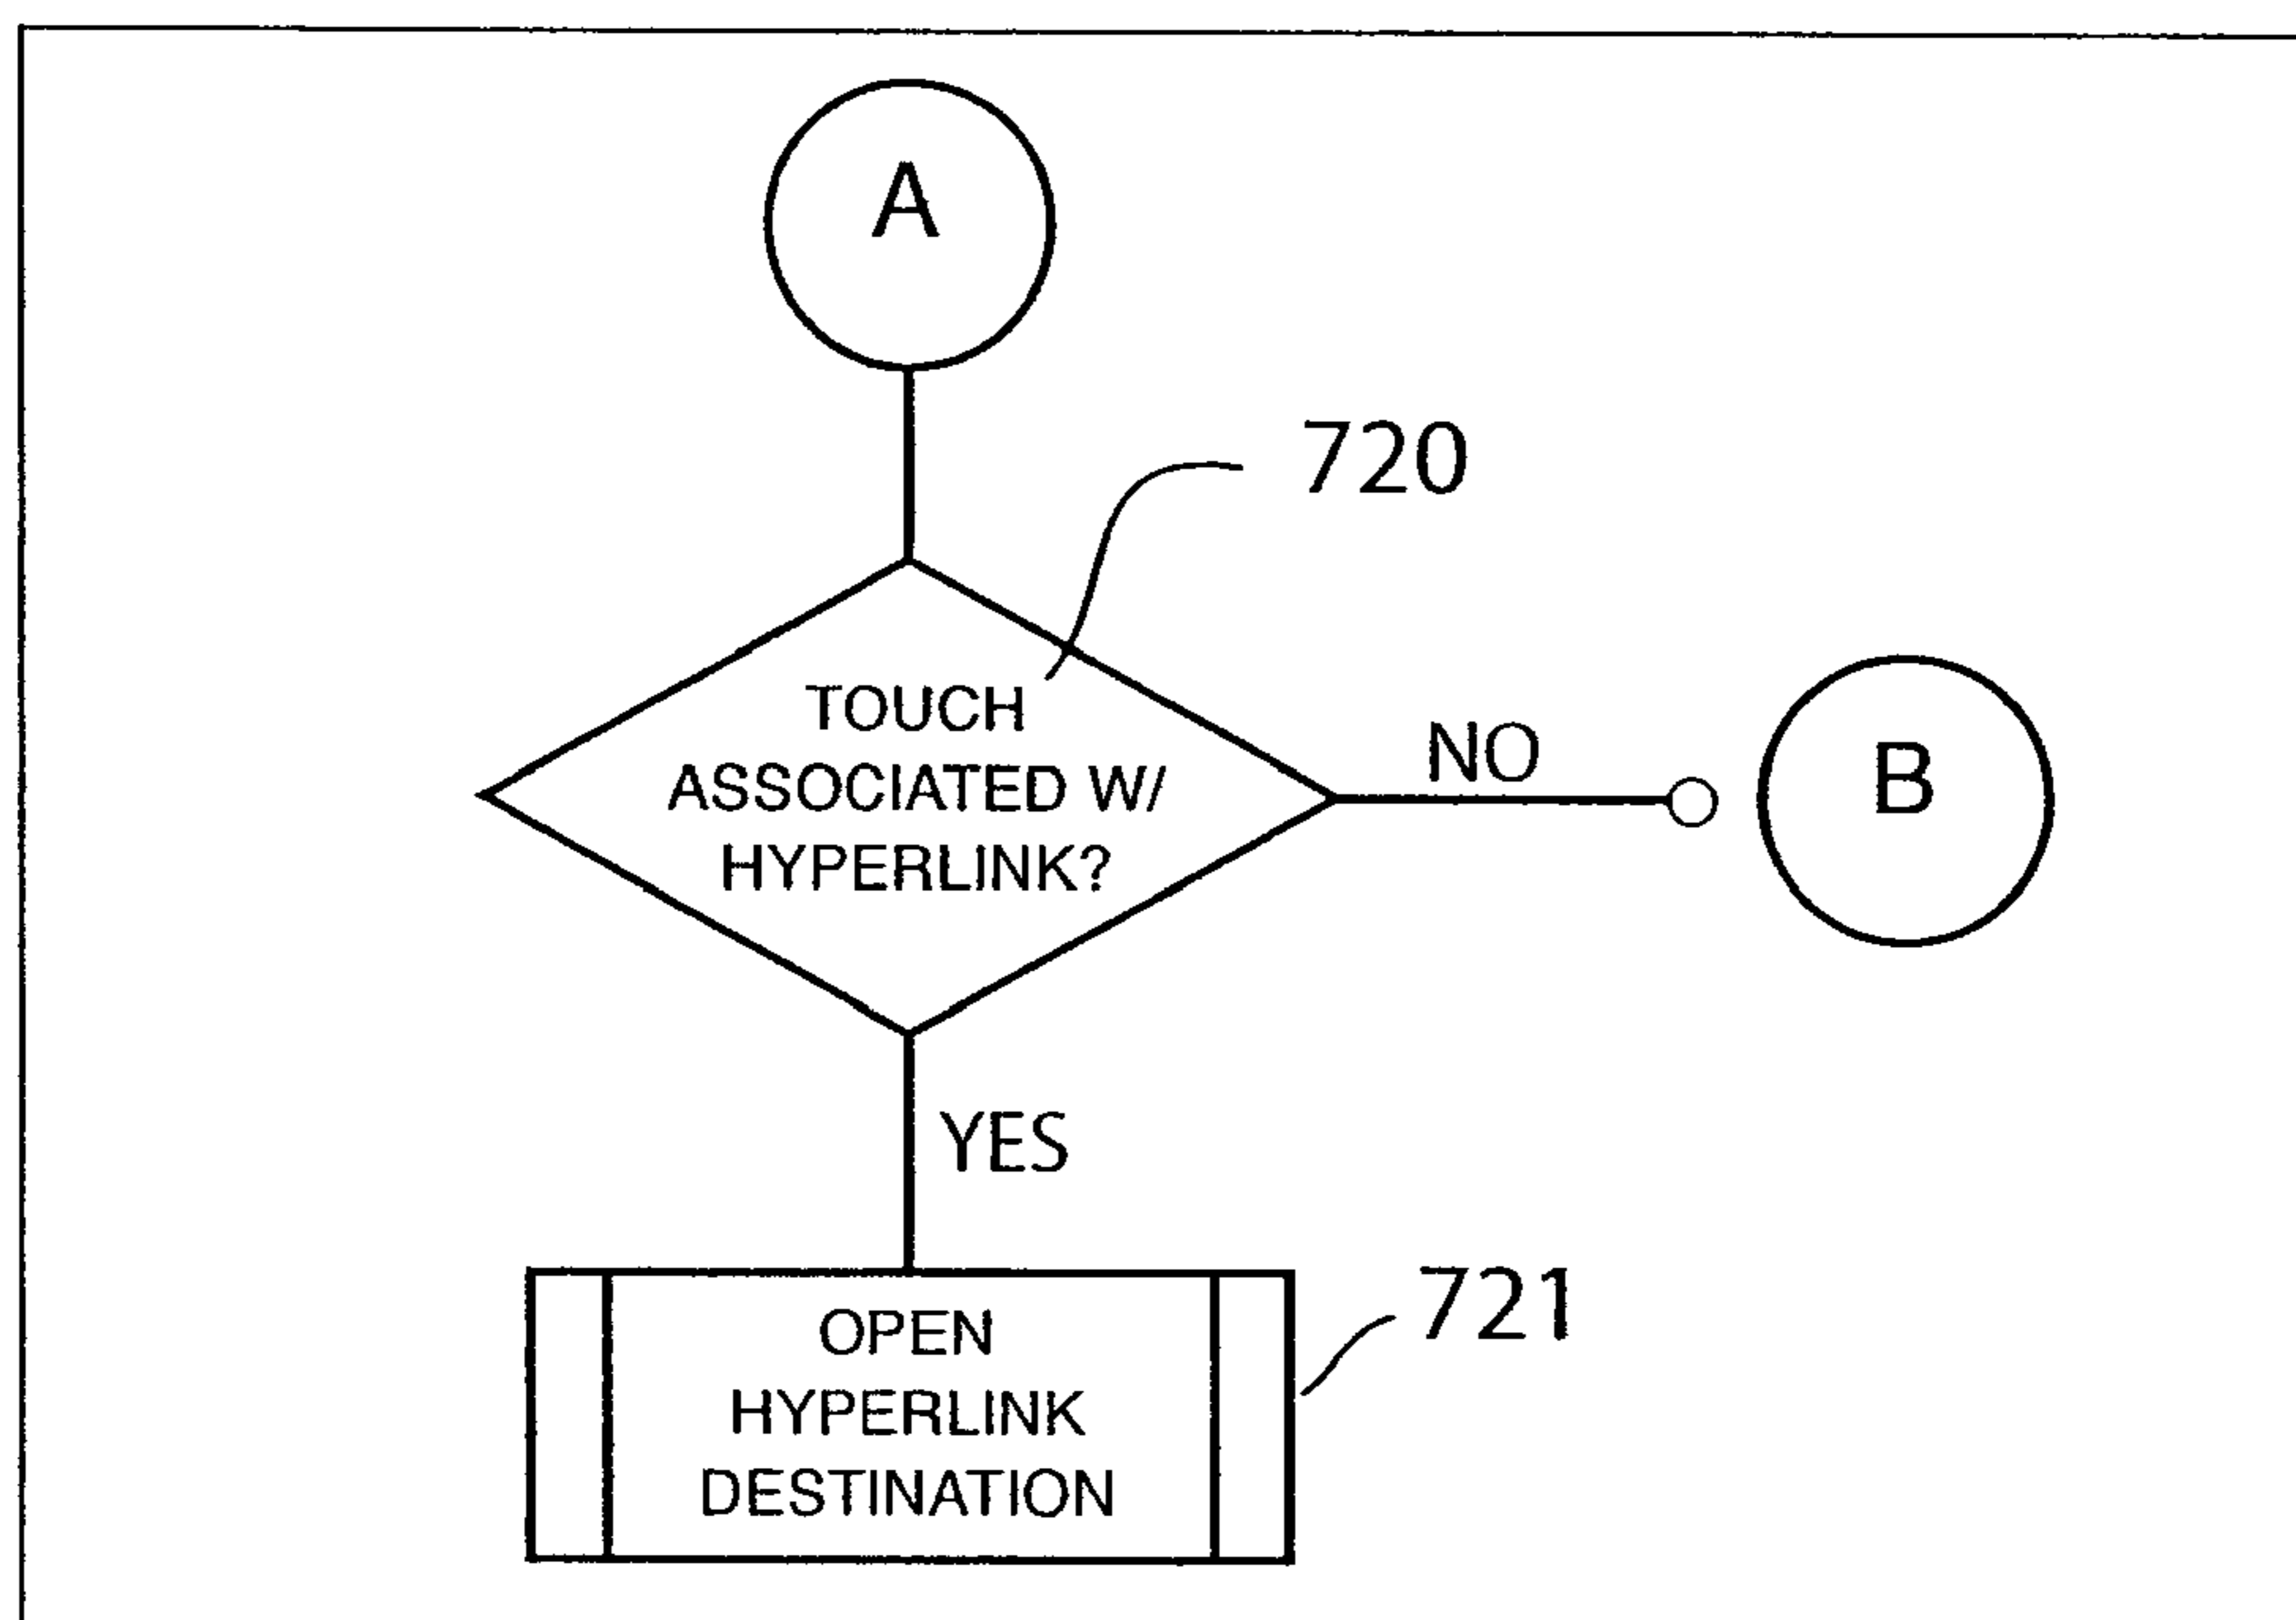 A
720
TOUCH
ASSOCIATED W/
HYPERLINK?
NO
B
YES
721
OPEN
HYPERLINK
DESTINATION